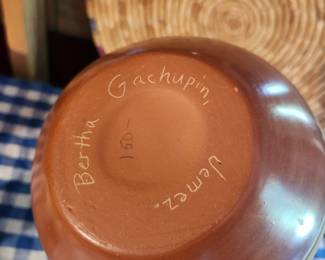 Bertha Gachupin,
Jemez.
150-